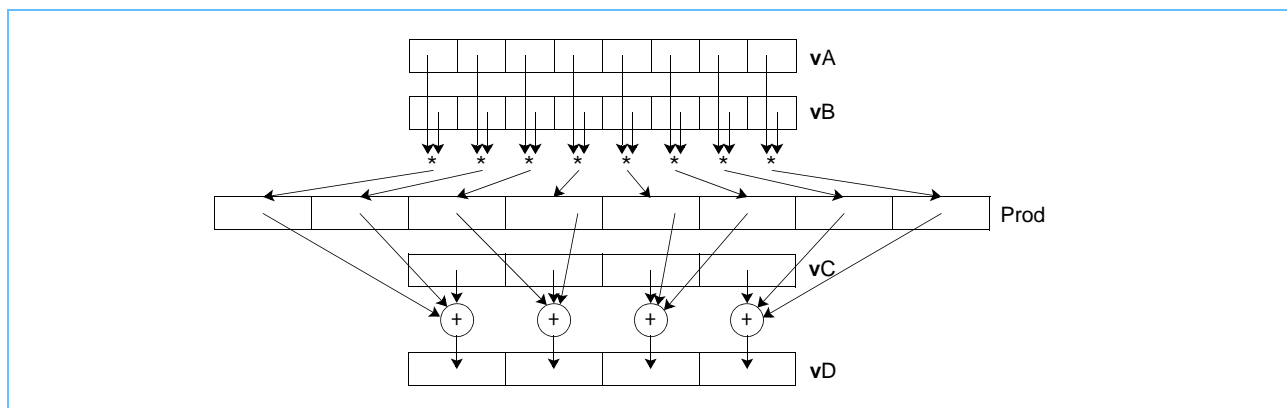 vA
vB
* * * * * * * *
Prod
vC
+ + + +
vD